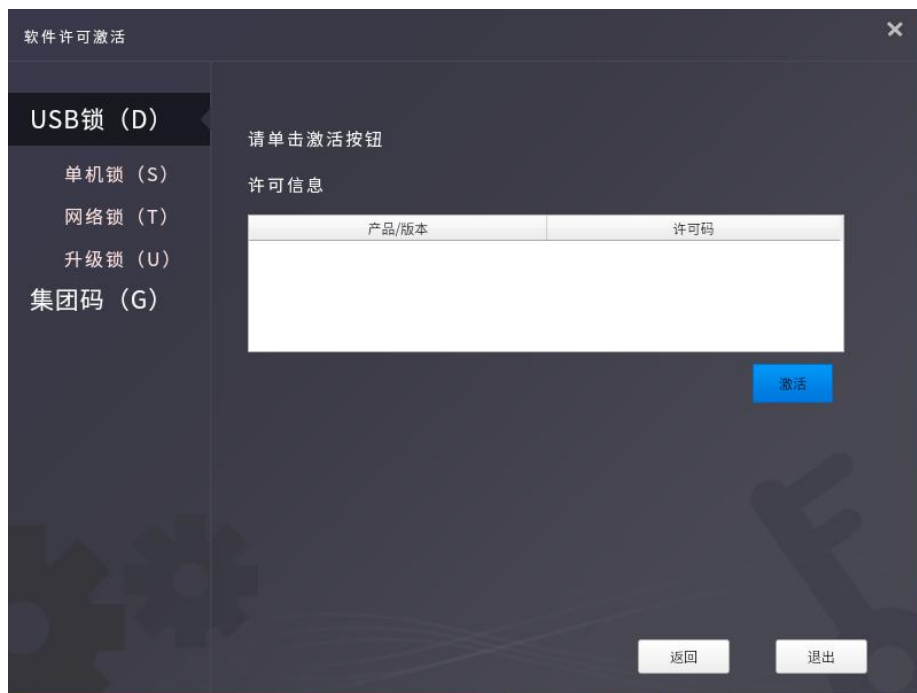 软件许可激活
USB锁（D）
单机锁（S）
网络锁（T）
升级锁（U）
集团码（G）
请单击激活按钮
许可信息
产品/版本 许可码
激活
返回 退出